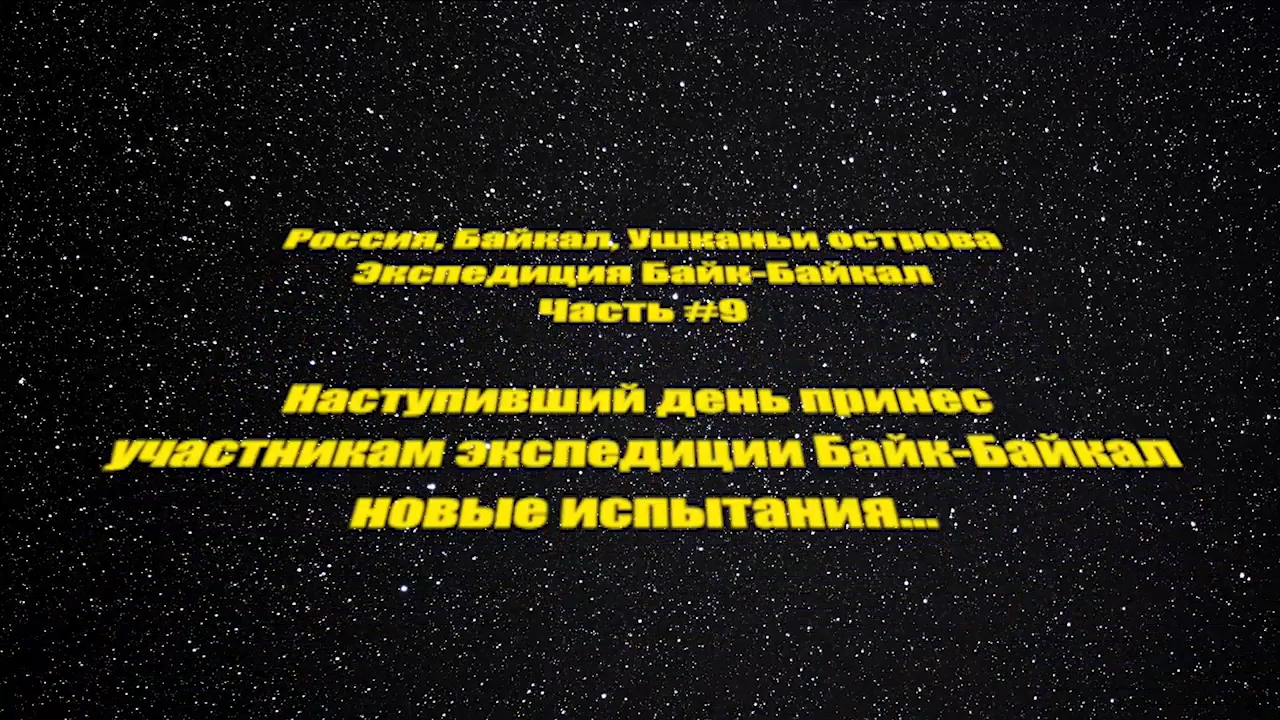 Россия, Байкал, Ушканьи острова
Экспедиция Байк-Байкал
Часть #9
Наступивший день принес
участникам экспедиции Байк-Байкал
новые испытания...